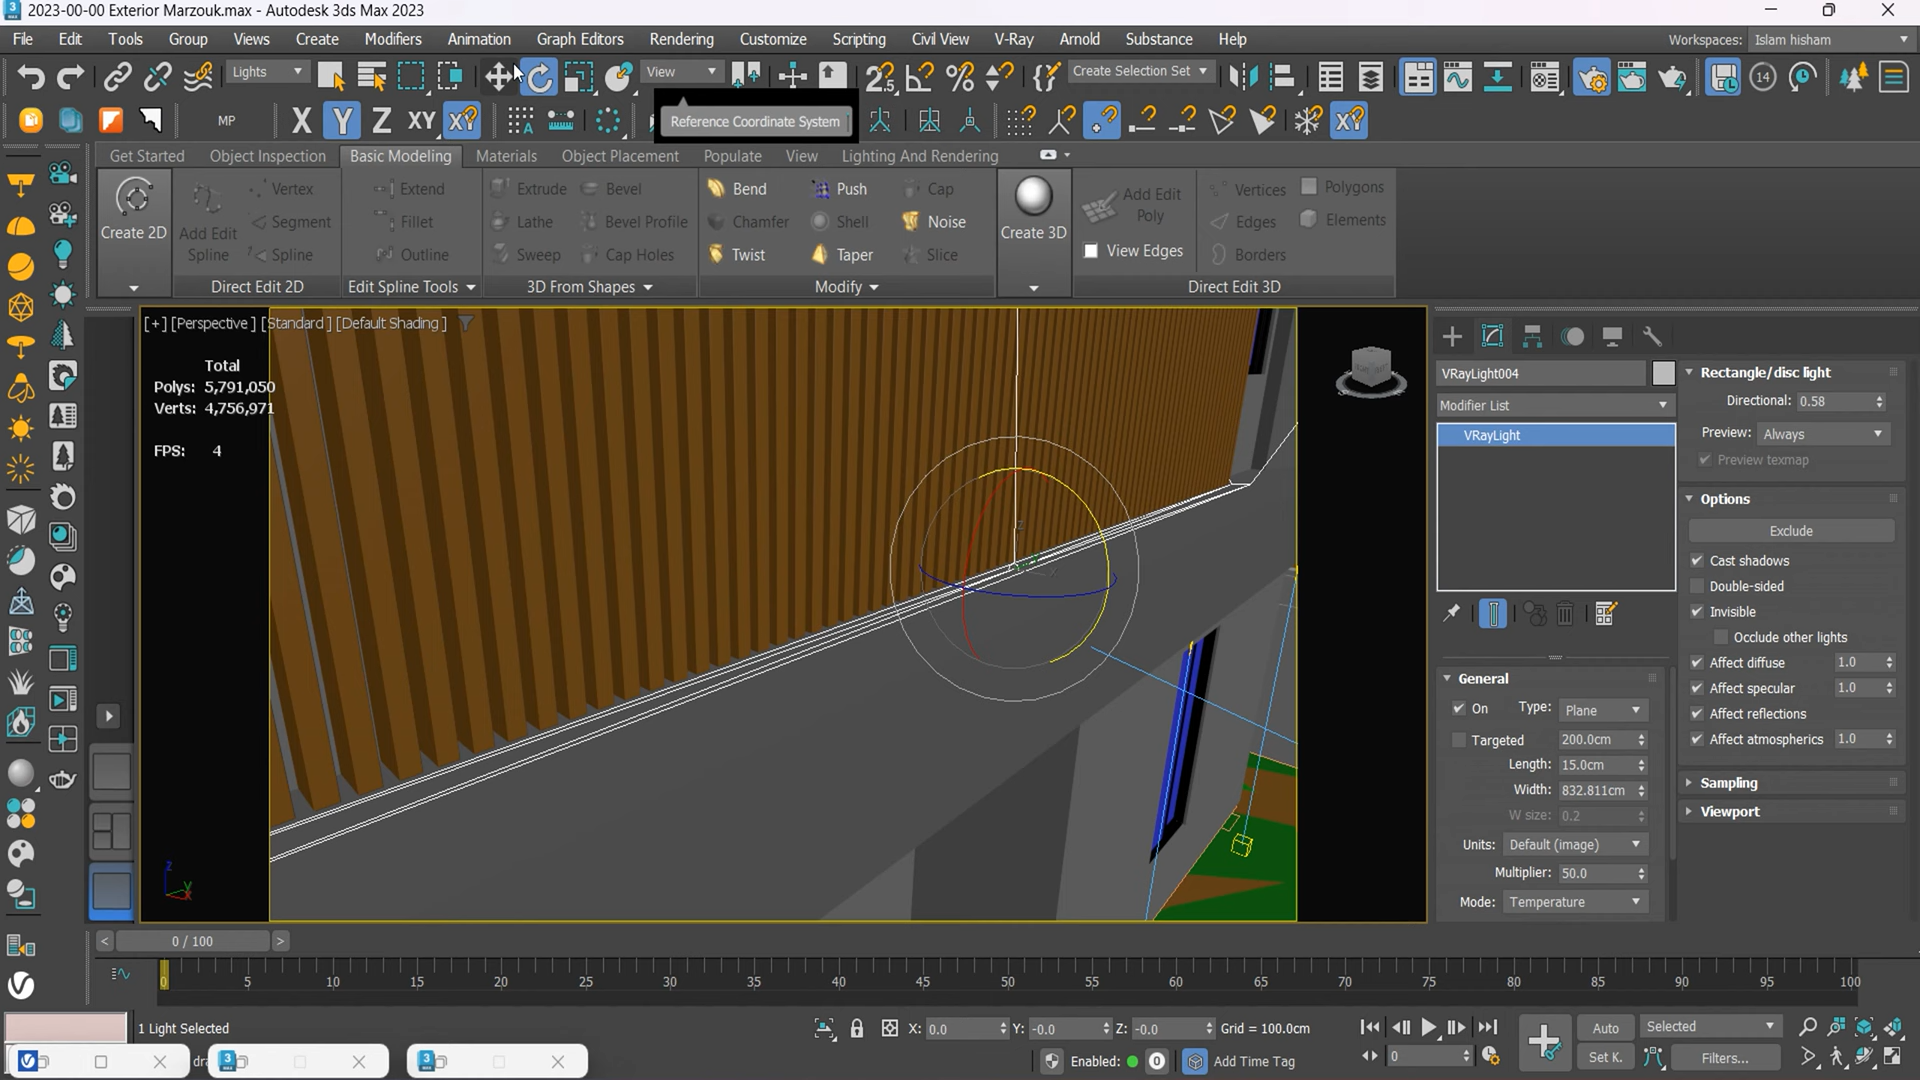 2023-00-00 Exterior Marzouk.max - Autodesk 3ds Max 2023
File Edit Tools Group Views Create Modifiers Animation Graph Editors Rendering Customize Scripting Civil View V-Ray Arnold Substance Help Workspaces: Islam hisham
Lights View Create Selection Set 14
MP X Y Z XY Reference Coordinate System
Get Started Object Inspection Basic Modeling Materials Object Placement Populate View Lighting And Rendering
Create 2D
Add Edit Spline
Vertex
Segment
Spline
Direct Edit 2D
Extend
Fillet
Outline
Edit Spline Tools
Extrude Bevel
Lathe Bevel Profile
Sweep Cap Holes
3D From Shapes
Bend Push Cap
Chamfer Shell Noise
Twist Taper Slice
Modify
Create 3D
Add Edit Poly
View Edges
Vertices Polygons
Edges Elements
Borders
Direct Edit 3D
[+] [Perspective ] [Standard ] [Default Shading ]
Total
Polys: 5,791,050
Verts: 4,756,971
FPS: 4
VRayLight004
Modifier List
VRayLight
General
On Type: Plane
Targeted 200.0cm
Length: 15.0cm
Width: 832.811cm
W size: 0.2
Units: Default (image)
Multiplier: 50.0
Mode: Temperature
Rectangle/disc light
Directional: 0.58
Preview: Always
Preview texmap
Options
Exclude
Cast shadows
Double-sided
Invisible
Occlude other lights
Affect diffuse 1.0
Affect specular 1.0
Affect reflections
Affect atmospherics 1.0
Sampling
Viewport
0 / 100
0 5 10 15 20 25 30 35 40 45 50 55 60 65 70 75 80 85 90 95 100
1 Light Selected X: 0.0 Y: -0.0 Z: -0.0 Grid = 100.0cm Auto Selected
Enabled: 0 Add Time Tag 0 Set K. Filters...